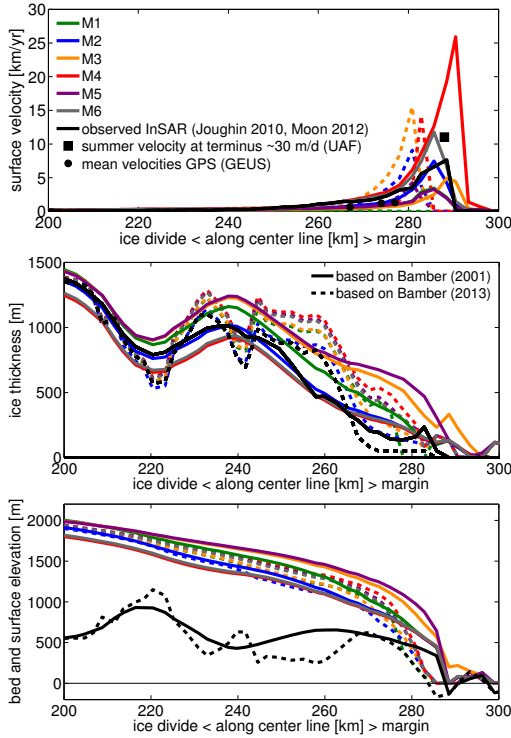 30
25
20
15
10
5
0
surface velocity [km/yr]
M1
M2
M3
M4
M5
M6
observed InSAR (Joughin 2010, Moon 2012)
summer velocity at terminus ~30 m/d (UAF)
mean velocities GPS (GEUS)
200 220 240 260 280 300
ice divide < along center line [km] > margin
1500
1000
500
0
ice thickness [m]
based on Bamber (2001)
based on Bamber (2013)
200 220 240 260 280 300
ice divide < along center line [km] > margin
2000
1500
1000
500
0
bed and surface elevation [m]
200 220 240 260 280 300
ice divide < along center line [km] > margin